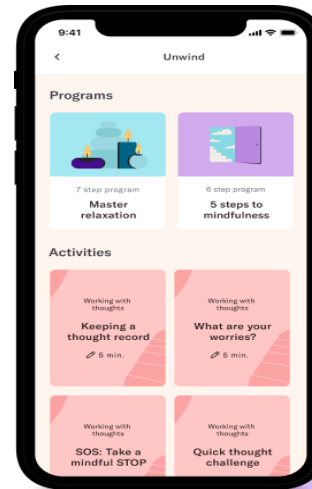 9:41
Unwind
Programs
7 step program
Master
relaxation
6 step program
5 steps to
mindfulness
Activities
Working with
thoughts
Keeping a
thought record
5 min.
Working with
thoughts
What are your
worries?
5 min.
Working with
thoughts
SOS: Take a
mindful STOP
Working with
thoughts
Quick thought
challenge